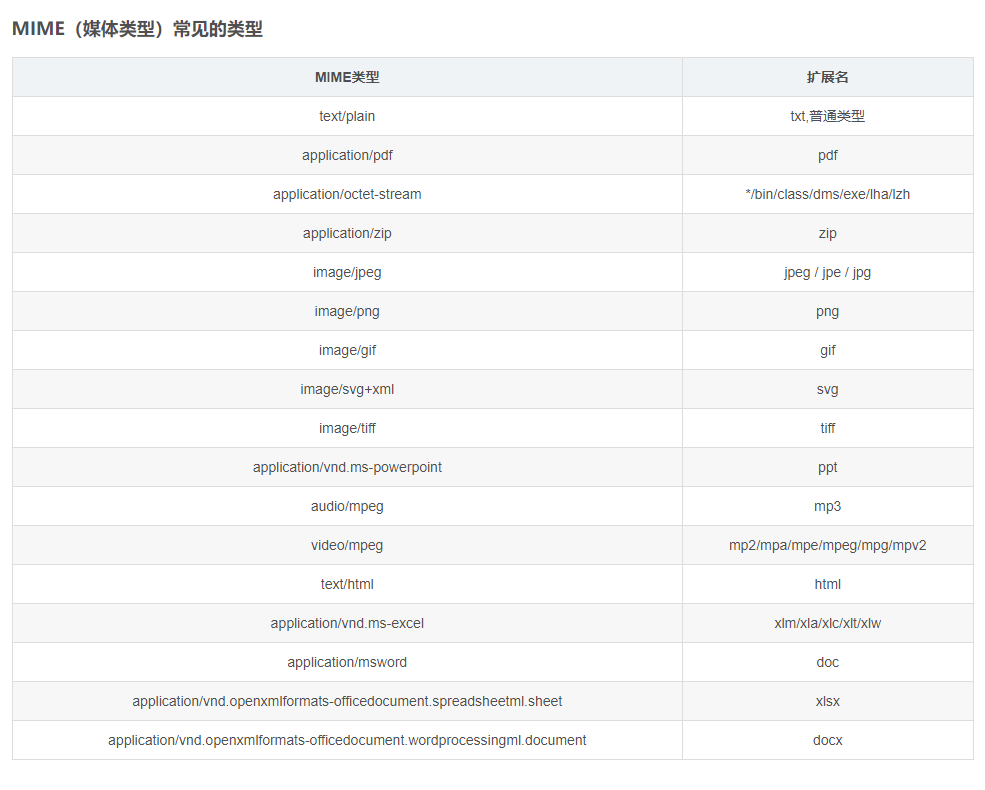 MIME（媒体类型）常见的类型
MIME类型 扩展名
text/plain txt,普通类型
application/pdf pdf
application/octet-stream */bin/class/dms/exe/lha/lzh
application/zip zip
image/jpeg jpeg / jpe / jpg
image/png png
image/gif gif
image/svg+xml svg
image/tiff tiff
application/vnd.ms-powerpoint ppt
audio/mpeg mp3
video/mpeg mp2/mpa/mpe/mpeg/mpg/mpv2
text/html html
application/vnd.ms-excel xlm/xla/xlc/xlt/xlw
application/msword doc
application/vnd.openxmlformats-officedocument.spreadsheetml.sheet xlsx
application/vnd.openxmlformats-officedocument.wordprocessingml.document docx